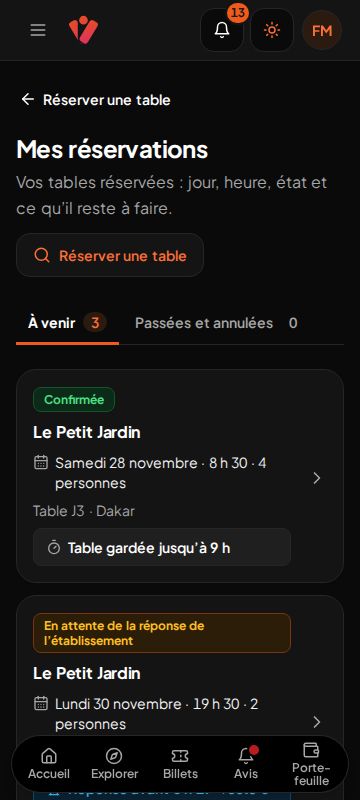 13
FM
Réserver une table
Mes réservations
Vos tables réservées : jour, heure, état et
ce qu’il reste à faire.
Réserver une table
À venir 3 Passées et annulées 0
Confirmée
Le Petit Jardin
Samedi 28 novembre · 8 h 30 · 4
personnes
Table J3 · Dakar
Table gardée jusqu’à 9 h
En attente de la réponse de
l’établissement
Le Petit Jardin
Lundi 30 novembre · 19 h 30 · 2
personnes
Accueil Explorer Billets Avis Porte-
feuille